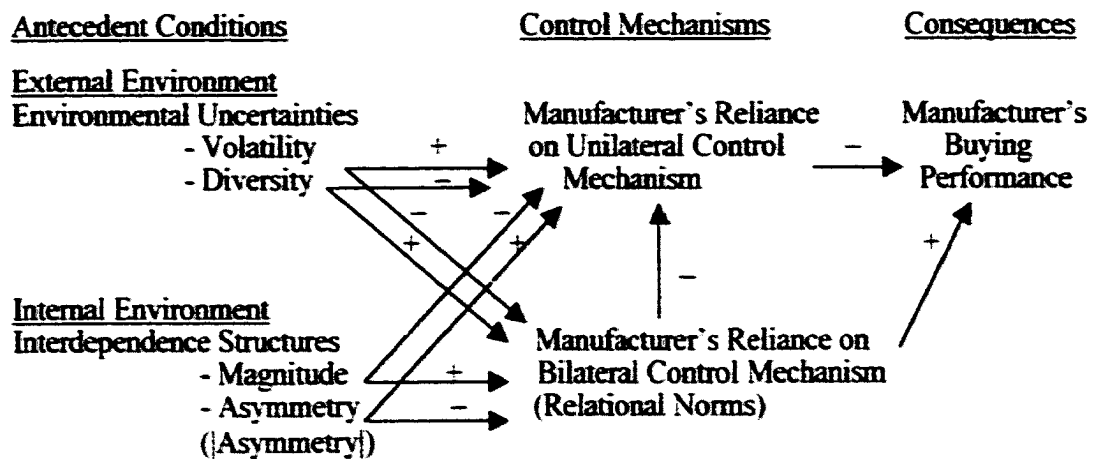 Antecedent Conditions
Control Mechanisms
Consequences
External Environment
Environmental Uncertainties
- Volatility
- Diversity
Manufacturer's Reliance
on Unilateral Control
Mechanism
Manufacturer's
Buying
Performance
+
−
−
+
−
+
−
−
+
Internal Environment
Interdependence Structures
- Magnitude
- Asymmetry
(|Asymmetry|)
+
−
Manufacturer's Reliance on
Bilateral Control Mechanism
(Relational Norms)